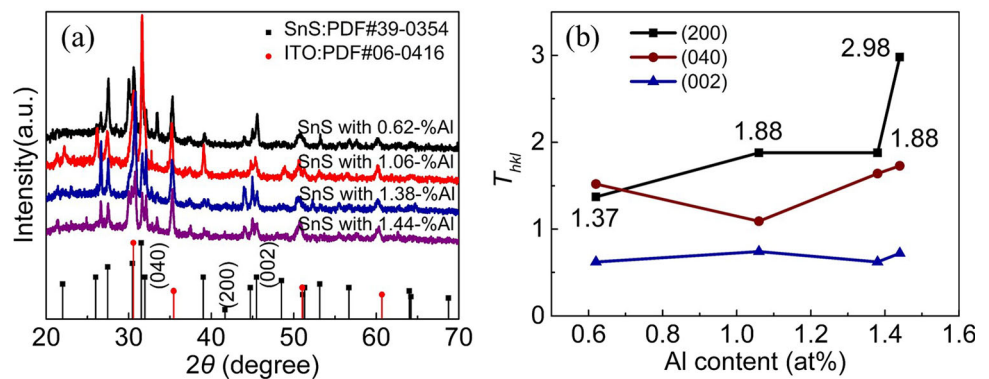 (a)
SnS:PDF#39-0354
ITO:PDF#06-0416
SnS with 0.62-%Al
SnS with 1.06-%Al
SnS with 1.38-%Al
SnS with 1.44-%Al
(040)
(200)
(002)
Intensity(a.u.)
20 30 40 50 60 70
2θ (degree)
(b)
(200)
(040)
(002)
2.98
1.88
1.88
1.37
Thkl
3
2
1
0
0.6 0.8 1.0 1.2 1.4 1.6
Al content (at%)